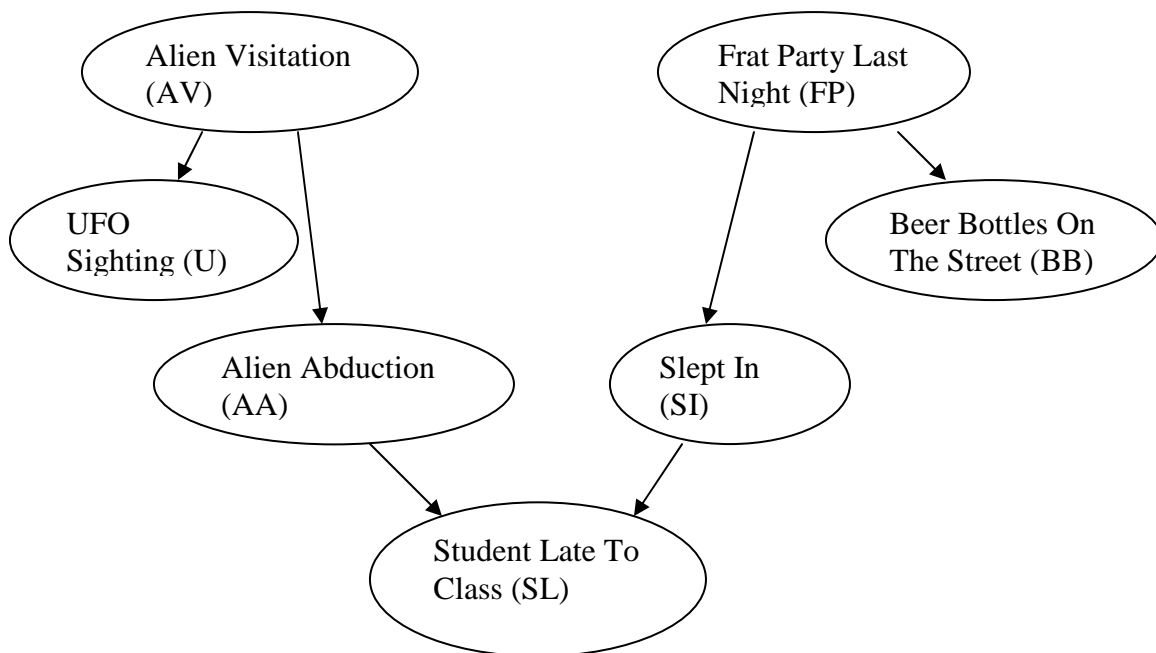 Alien Visitation
(AV)
Frat Party Last
Night (FP)
UFO
Sighting (U)
Beer Bottles On
The Street (BB)
Alien Abduction
(AA)
Slept In
(SI)
Student Late To
Class (SL)